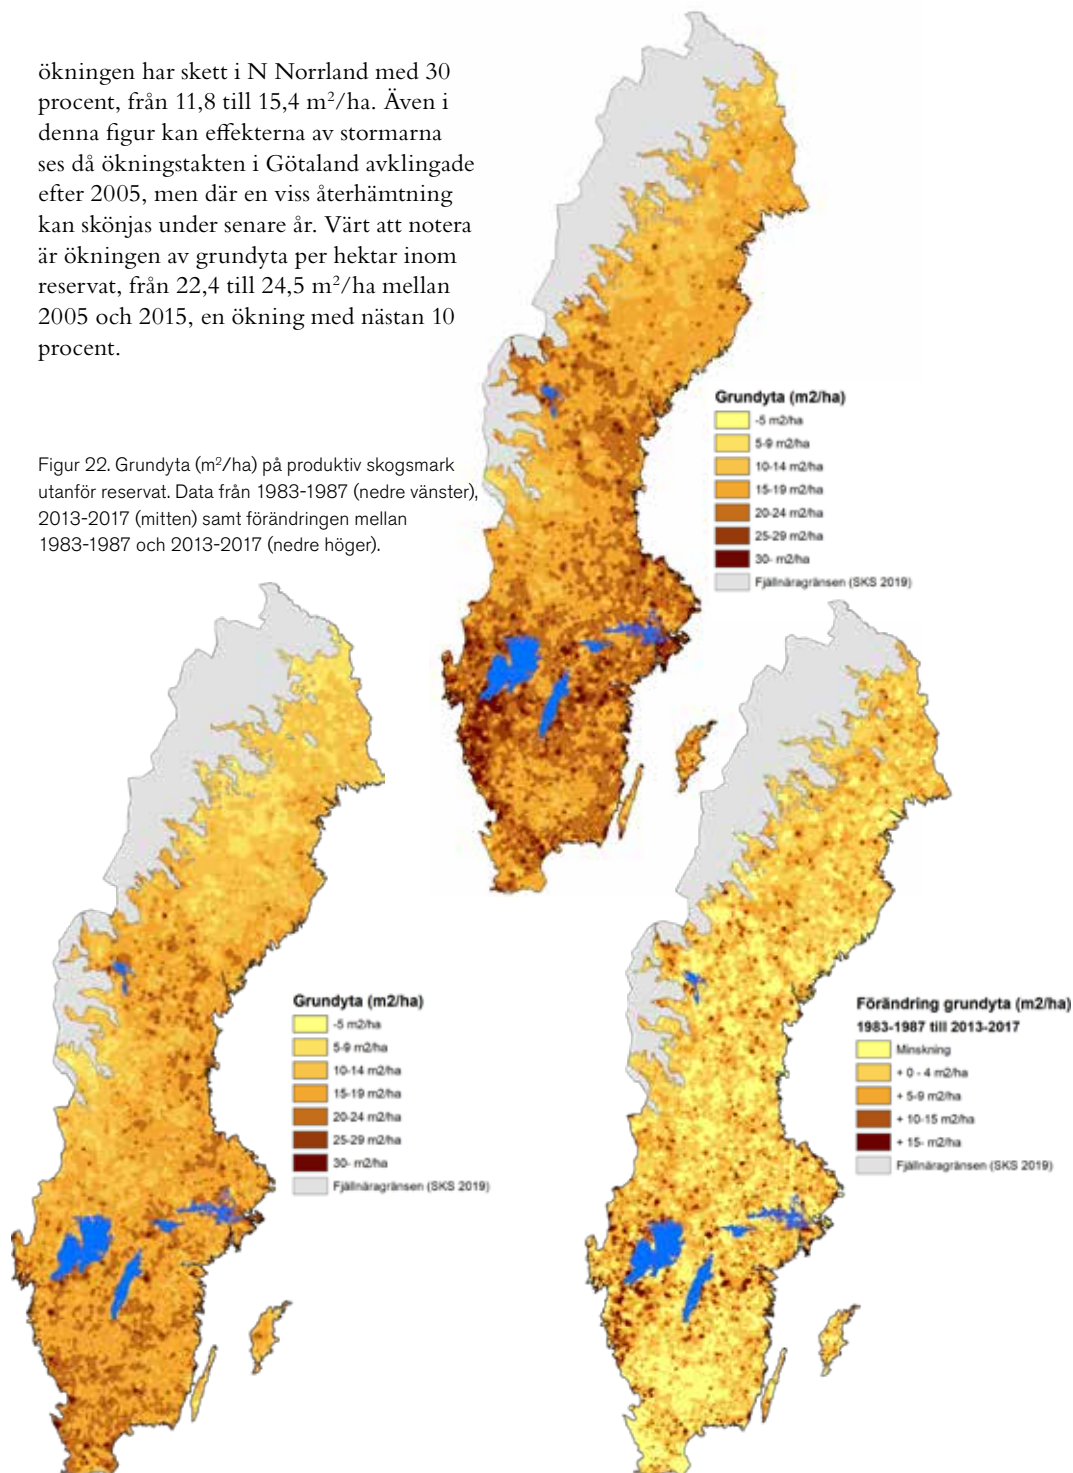 ökningen har skett i N Norrland med 30
procent, från 11,8 till 15,4 m²/ha. Även i
denna figur kan effekterna av stormarna
ses då ökningstakten i Götaland avklingade
efter 2005, men där en viss återhämtning
kan skönjas under senare år. Värt att notera
är ökningen av grundyta per hektar inom
reservat, från 22,4 till 24,5 m²/ha mellan
2005 och 2015, en ökning med nästan 10
procent.
Figur 22. Grundyta (m²/ha) på produktiv skogsmark
utanför reservat. Data från 1983-1987 (nedre vänster),
2013-2017 (mitten) samt förändringen mellan
1983-1987 och 2013-2017 (nedre höger).
Grundyta (m2/ha)
-5 m2/ha
5-9 m2/ha
10-14 m2/ha
15-19 m2/ha
20-24 m2/ha
25-29 m2/ha
30- m2/ha
Fjällnäragränsen (SKS 2019)
Grundyta (m2/ha)
-5 m2/ha
5-9 m2/ha
10-14 m2/ha
15-19 m2/ha
20-24 m2/ha
25-29 m2/ha
30- m2/ha
Fjällnäragränsen (SKS 2019)
Förändring grundyta (m2/ha)
1983-1987 till 2013-2017
Minskning
+ 0 - 4 m2/ha
+ 5-9 m2/ha
+ 10-15 m2/ha
+ 15- m2/ha
Fjällnäragränsen (SKS 2019)